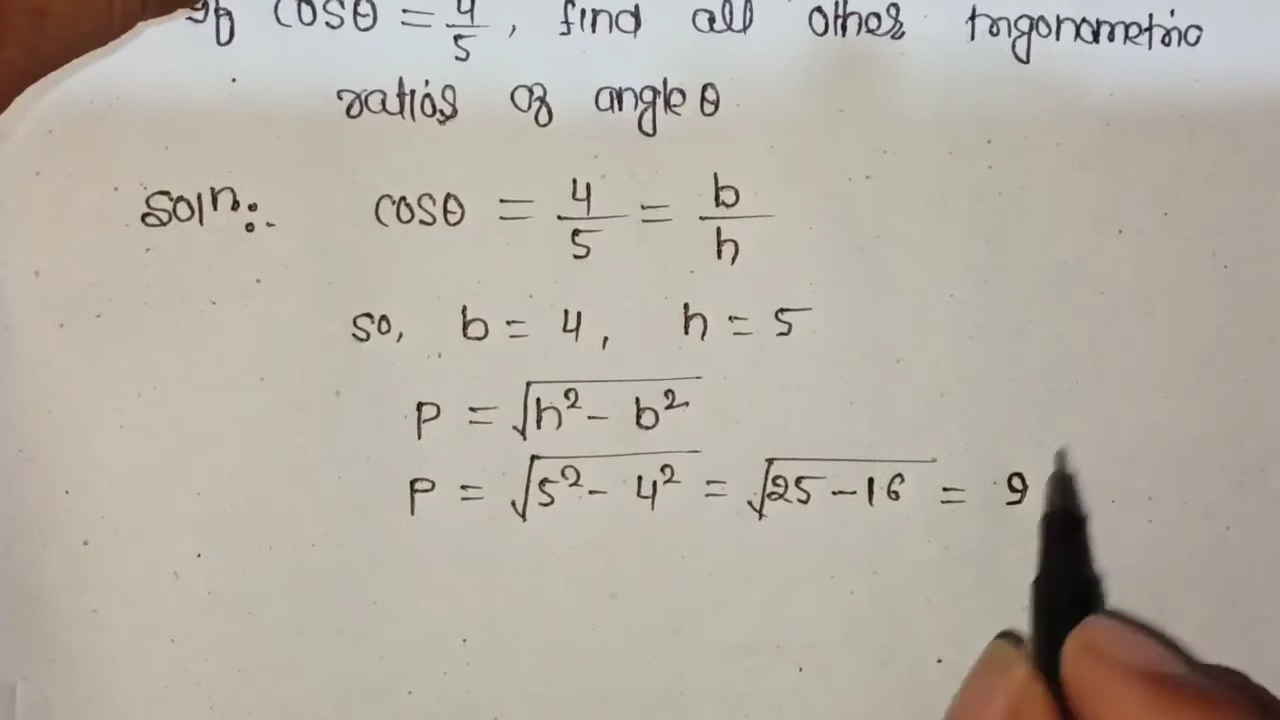 If cosθ = 4/5, find all other trigonometric
ratios of angle θ
Soln:. cosθ = 4/5 = b/h
so, b = 4, h = 5
P = √h² - b²
P = √5² - 4² = √25 - 16 = 9